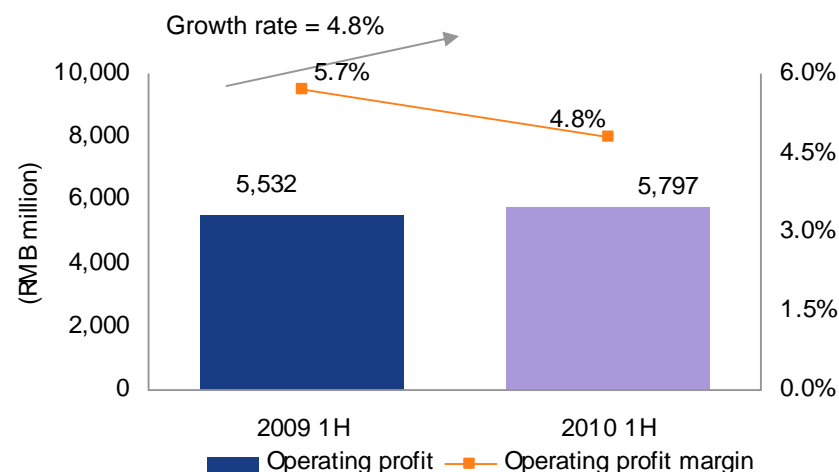 Growth rate = 4.8%
10,000
8,000
6,000
4,000
2,000
0
(RMB million)
5.7%
4.8%
5,532
5,797
6.0%
4.5%
3.0%
1.5%
0.0%
2009 1H
2010 1H
Operating profit
Operating profit margin